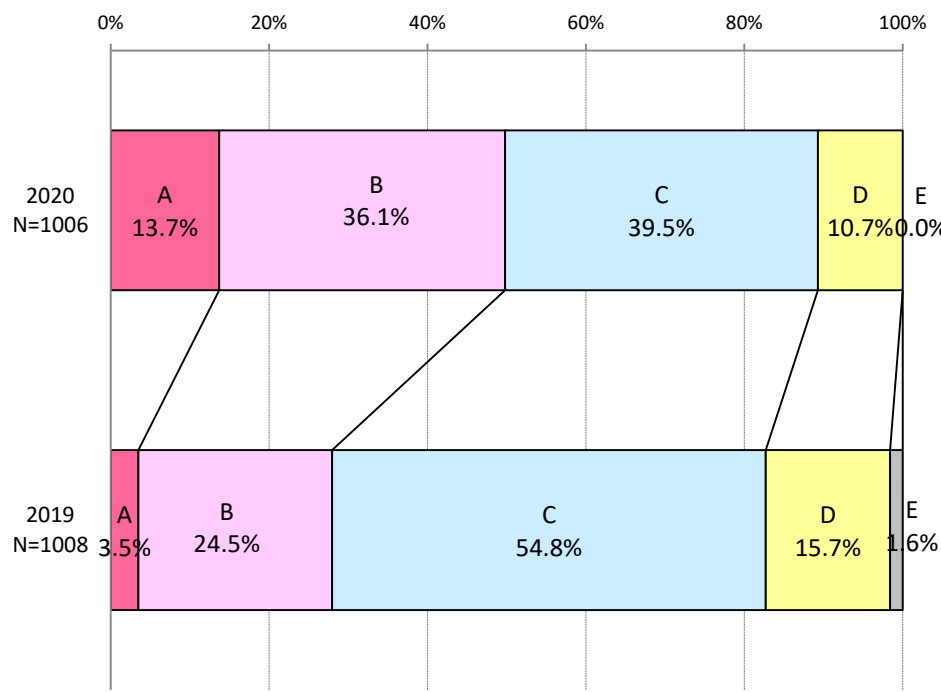 0% 20% 40% 60% 80% 100%
2020
N=1006
A
13.7%
B
36.1%
C
39.5%
D
10.7%
E
0.0%
2019
N=1008
A
3.5%
B
24.5%
C
54.8%
D
15.7%
E
1.6%